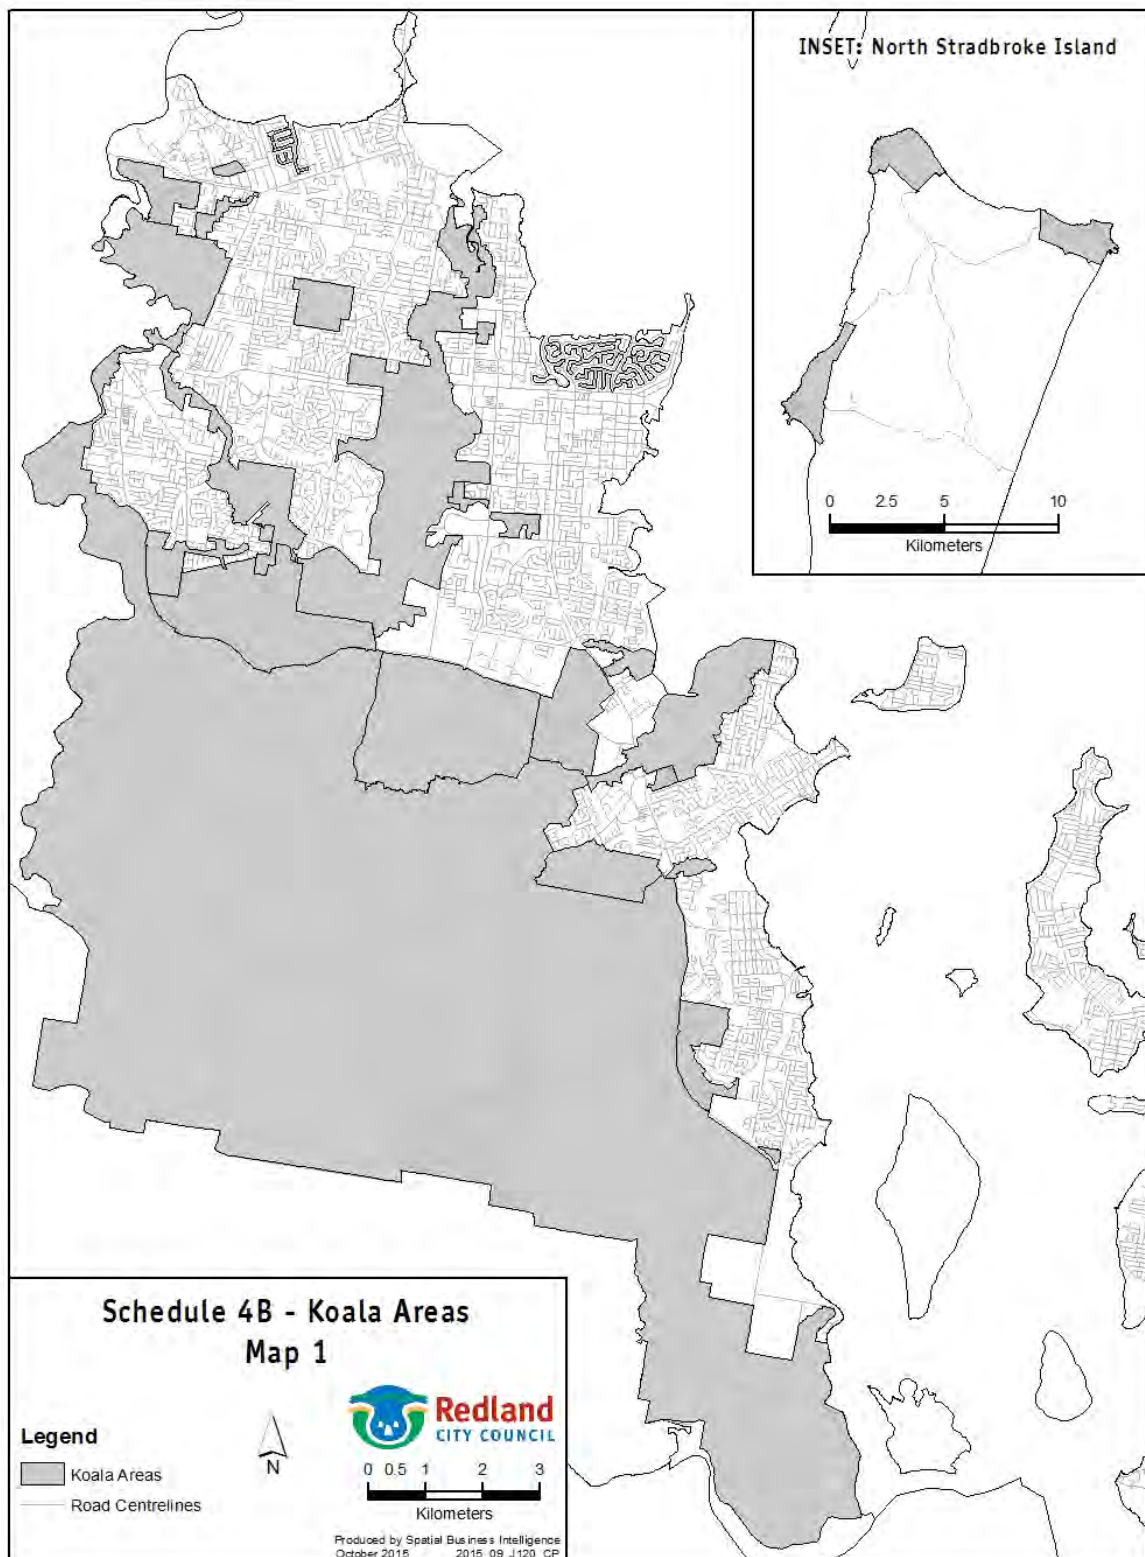 INSET: North Stradbroke Island
0 2.5 5 10
Kilometers
Schedule 4B - Koala Areas
Map 1
Legend
Koala Areas
Road Centrelines
N
Redland
CITY COUNCIL
0 0.5 1 2 3
Kilometers
Produced by Spatial Business Intelligence
October 2015 2015_09_J120_CP